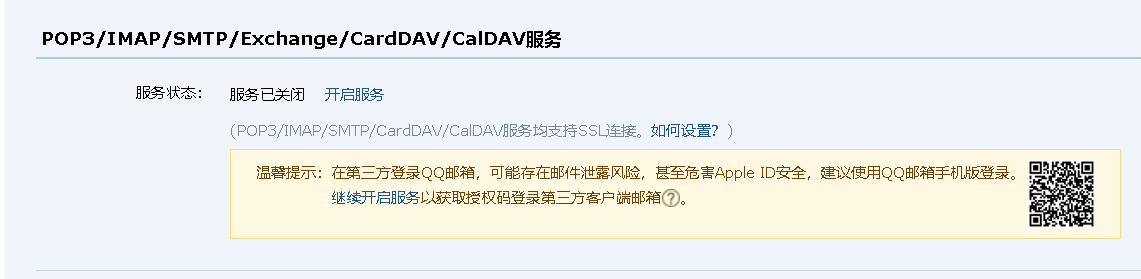 POP3/IMAP/SMTP/Exchange/CardDAV/CalDAV服务
服务状态： 服务已关闭 开启服务
(POP3/IMAP/SMTP/CardDAV/CalDAV服务均支持SSL连接。如何设置？)
温馨提示：在第三方登录QQ邮箱，可能存在邮件泄露风险，甚至危害Apple ID安全，建议使用QQ邮箱手机版登录。
继续开启服务以获取授权码登录第三方客户端邮箱?。